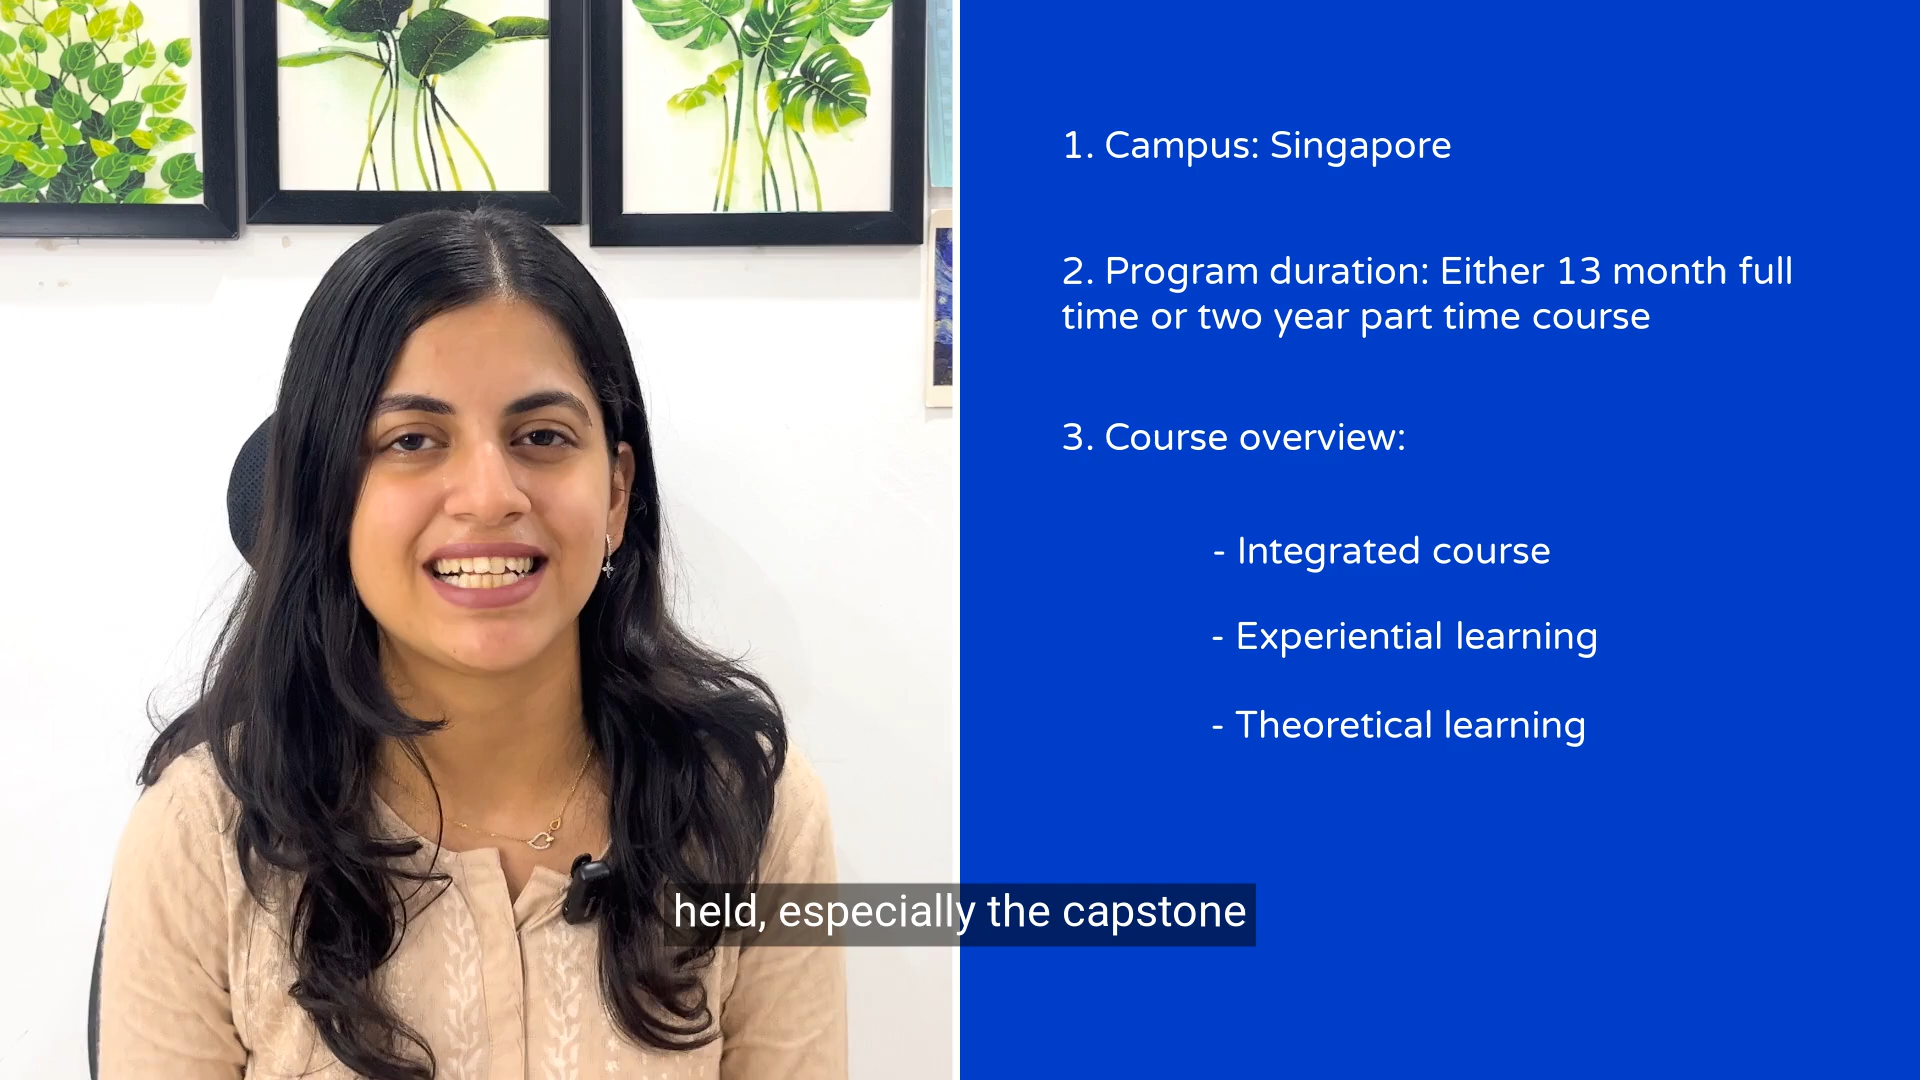 1. Campus: Singapore
2. Program duration: Either 13 month full
time or two year part time course
3. Course overview:
- Integrated course
- Experiential learning
- Theoretical learning
held, especially the capstone